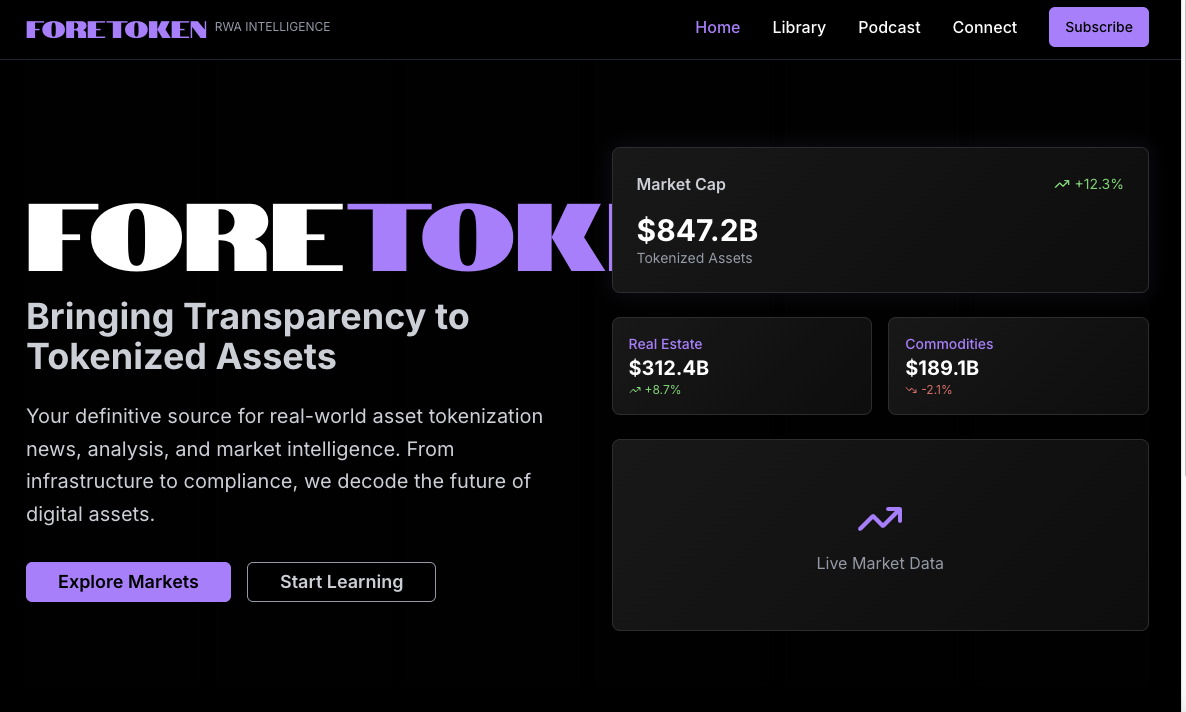 FORETOKEN RWA INTELLIGENCE
Home Library Podcast Connect Subscribe
FORETOK
Bringing Transparency to
Tokenized Assets
Your definitive source for real-world asset tokenization
news, analysis, and market intelligence. From
infrastructure to compliance, we decode the future of
digital assets.
Explore Markets Start Learning
Market Cap +12.3%
$847.2B
Tokenized Assets
Real Estate
$312.4B
+8.7%
Commodities
$189.1B
-2.1%
Live Market Data